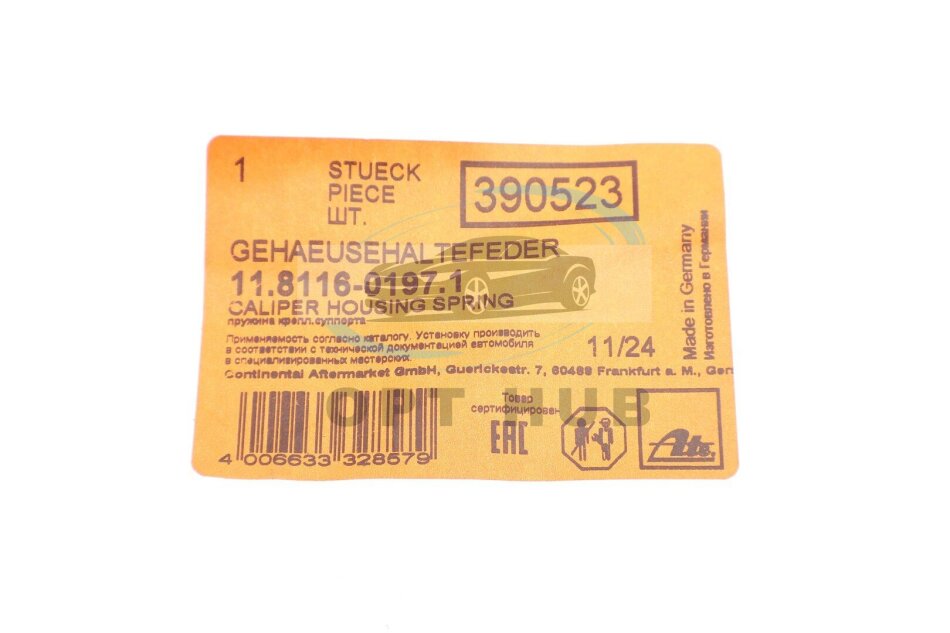 1 STUECK 390523
PIECE
ШТ.
GEHAEUSEHALTEFEDER
11.8116-0197.1
CALIPER HOUSING SPRING
пружина крепл.суппорта
Применяемость согласно каталогу. Установку производить
в соответствии с технической документацией автомобиля
в специализированных мастерских.
11/24
Made in Germany
Изготовлено в Германии
Continental Aftermarket GmbH, Guerickestr. 7, 60488 Frankfurt a. M., Ger
OPT HUB
Товар
сертифицирован
EAC
Ate
4 006633 328579